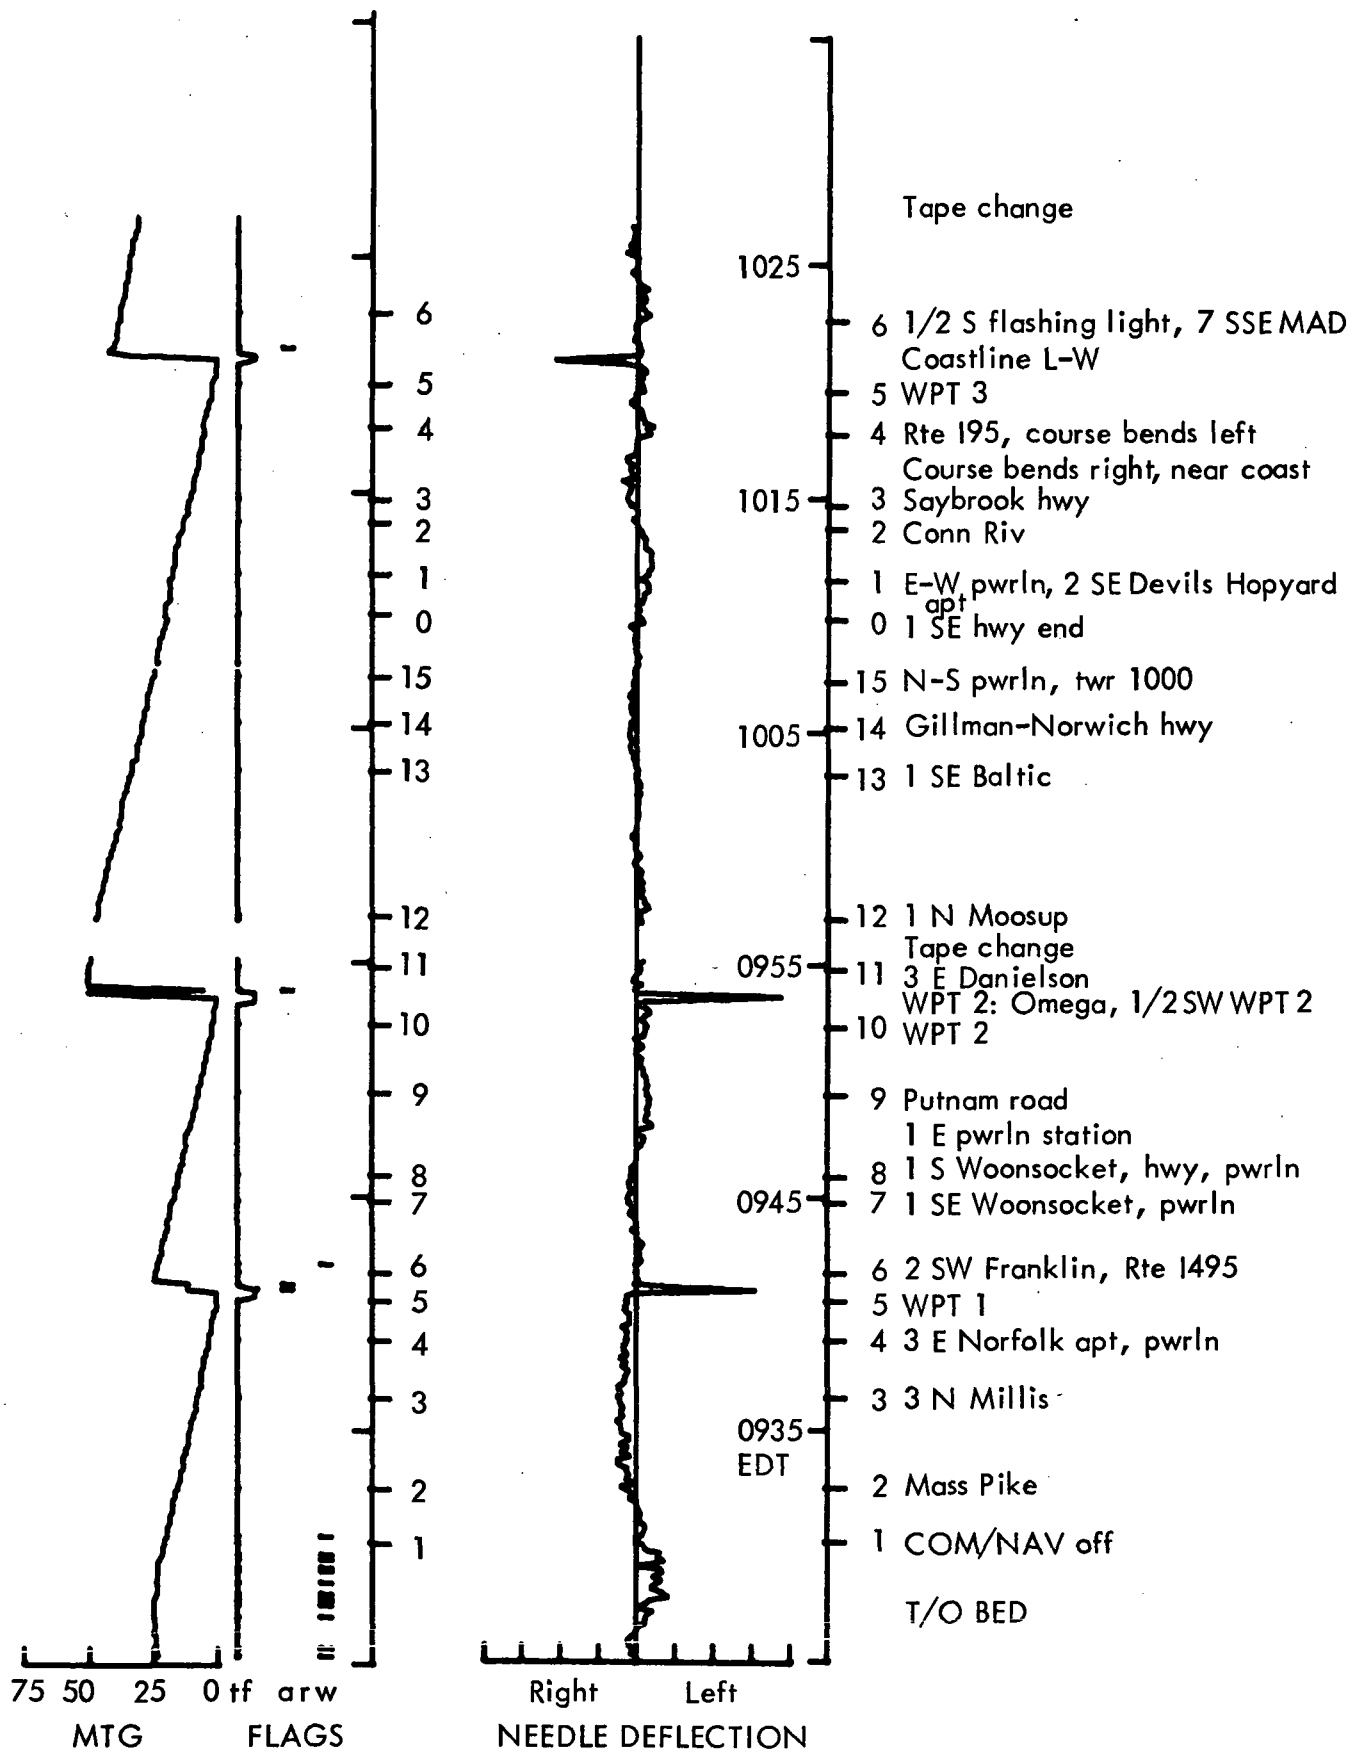 Tape change
1025
6 6 1/2 S flashing light, 7 SSE MAD
Coastline L-W
5 5 WPT 3
4 4 Rte I95, course bends left
Course bends right, near coast
3 1015 3 Saybrook hwy
2 2 Conn Riv
1 1 E-W pwrln, 2 SE Devils Hopyard
apt
0 0 1 SE hwy end
15 15 N-S pwrln, twr 1000
14 1005 14 Gillman-Norwich hwy
13 13 1 SE Baltic
12 12 1 N Moosup
Tape change
11 0955 11 3 E Danielson
WPT 2: Omega, 1/2 SW WPT 2
10 10 WPT 2
9 9 Putnam road
1 E pwrln station
8 8 1 S Woonsocket, hwy, pwrln
7 0945 7 1 SE Woonsocket, pwrln
6 6 2 SW Franklin, Rte I495
5 5 WPT 1
4 4 3 E Norfolk apt, pwrln
3 3 3 N Millis
0935
EDT
2 2 Mass Pike
1 1 COM/NAV off
T/O BED
75 50 25 0 tf a r w Right Left
MTG FLAGS NEEDLE DEFLECTION